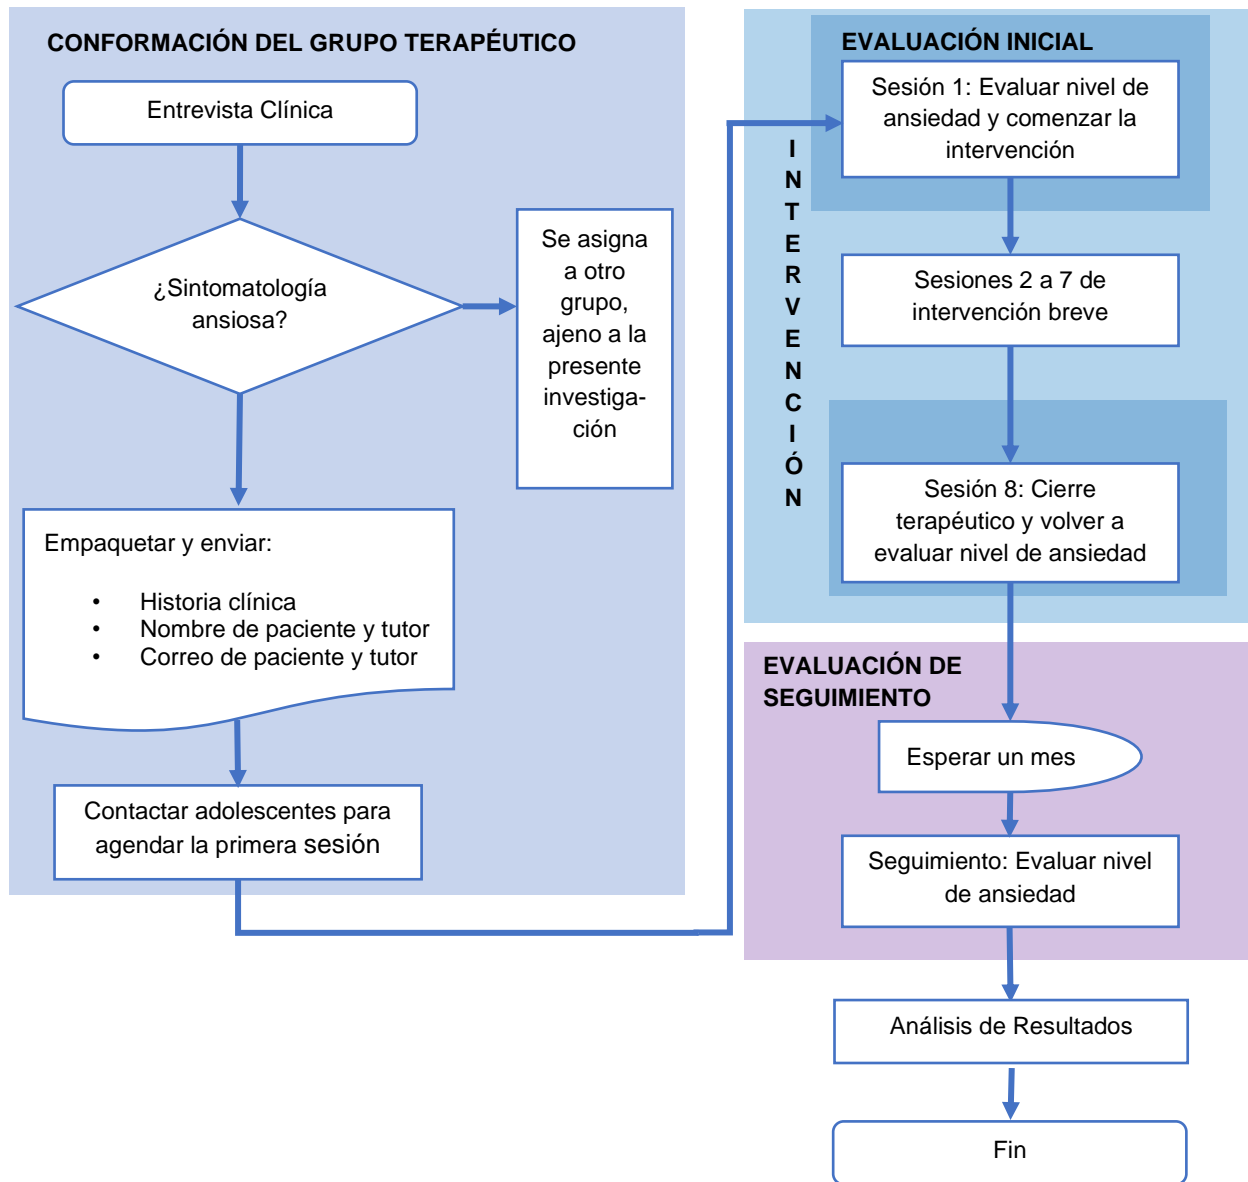 CONFORMACIÓN DEL GRUPO TERAPÉUTICO
Entrevista Clínica
¿Sintomatología
ansiosa?
Se asigna
a otro
grupo,
ajeno a la
presente
investiga-
ción
Empaquetar y enviar:
• Historia clínica
• Nombre de paciente y tutor
• Correo de paciente y tutor
Contactar adolescentes para
agendar la primera sesión
INTERVENCIÓN
EVALUACIÓN INICIAL
Sesión 1: Evaluar nivel de
ansiedad y comenzar la
intervención
Sesiones 2 a 7 de
intervención breve
Sesión 8: Cierre
terapéutico y volver a
evaluar nivel de ansiedad
EVALUACIÓN DE
SEGUIMIENTO
Esperar un mes
Seguimiento: Evaluar nivel
de ansiedad
Análisis de Resultados
Fin